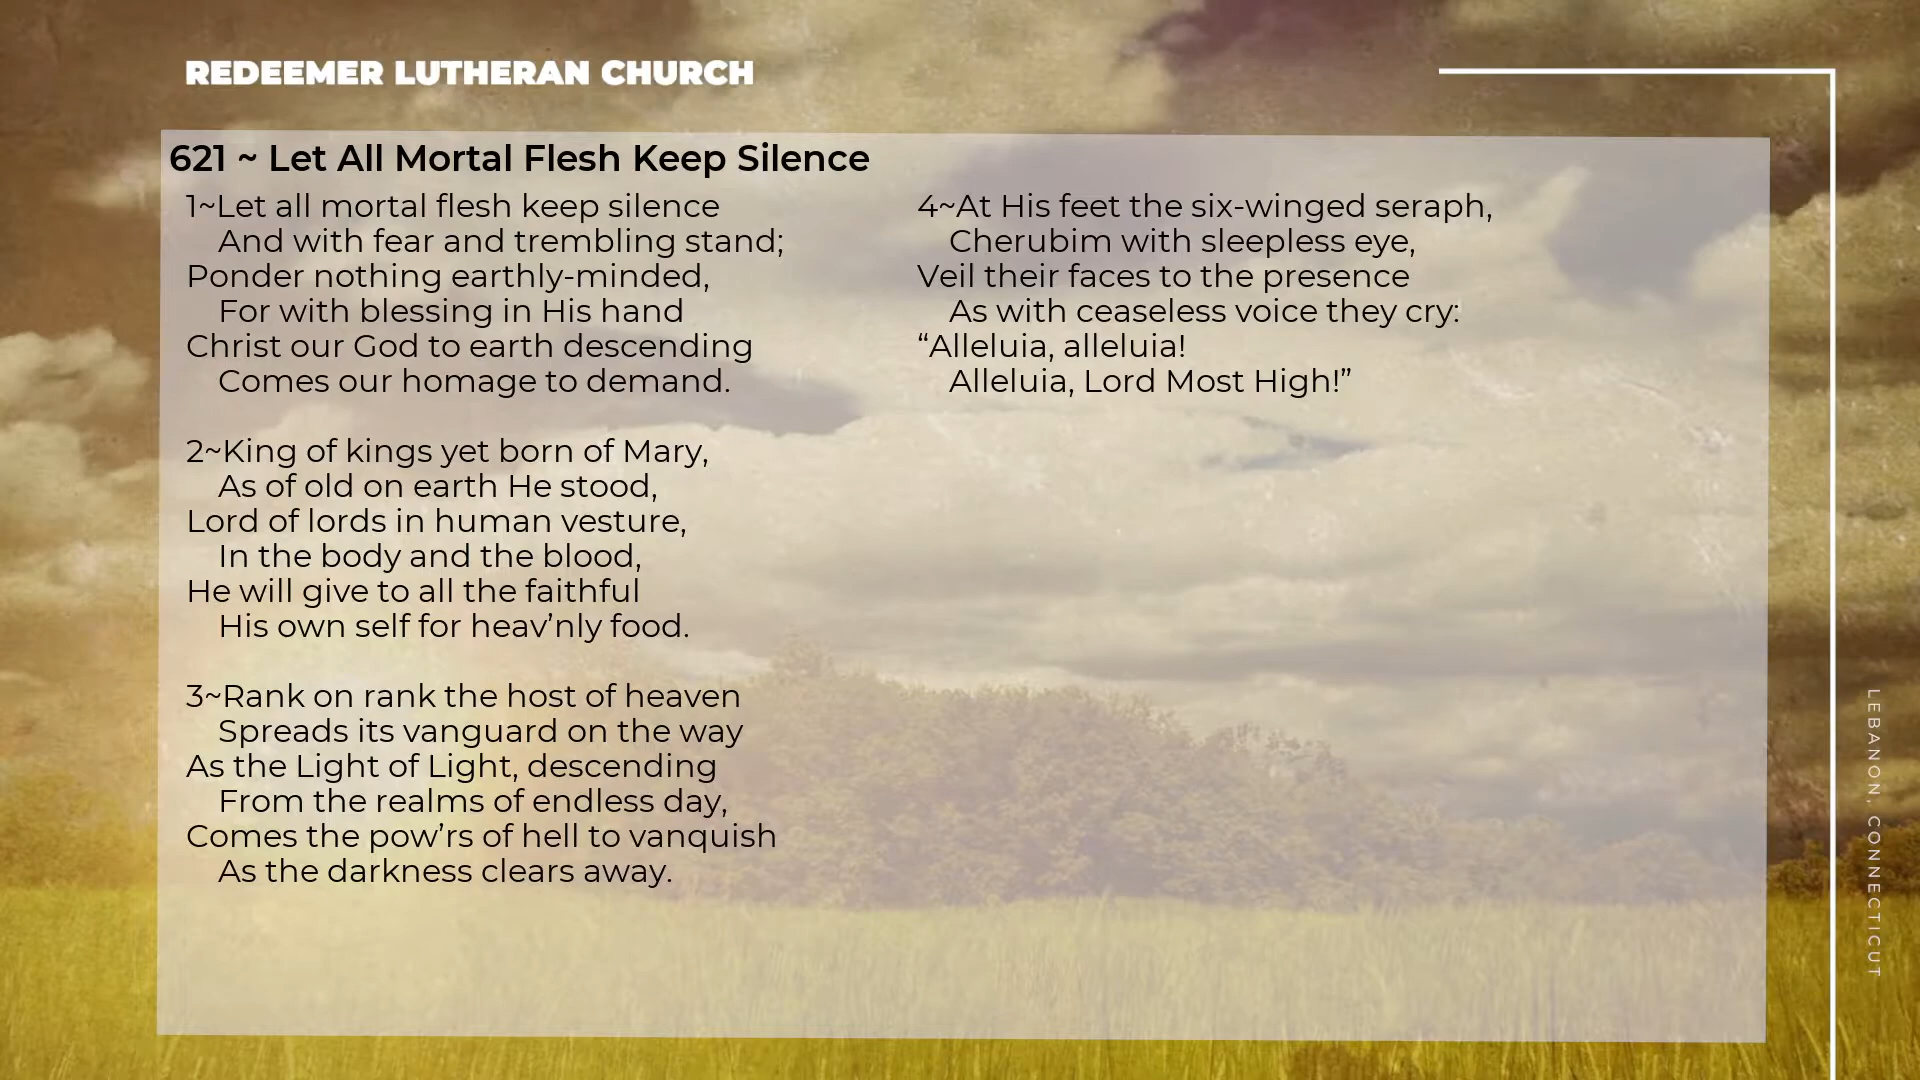 REDEEMER LUTHERAN CHURCH
621 ~ Let All Mortal Flesh Keep Silence
1~Let all mortal flesh keep silence
And with fear and trembling stand;
Ponder nothing earthly-minded,
For with blessing in His hand
Christ our God to earth descending
Comes our homage to demand.
2~King of kings yet born of Mary,
As of old on earth He stood,
Lord of lords in human vesture,
In the body and the blood,
He will give to all the faithful
His own self for heav’nly food.
3~Rank on rank the host of heaven
Spreads its vanguard on the way
As the Light of Light, descending
From the realms of endless day,
Comes the pow’rs of hell to vanquish
As the darkness clears away.
4~At His feet the six-winged seraph,
Cherubim with sleepless eye,
Veil their faces to the presence
As with ceaseless voice they cry:
“Alleluia, alleluia!
Alleluia, Lord Most High!”
LEBANON, CONNECTICUT